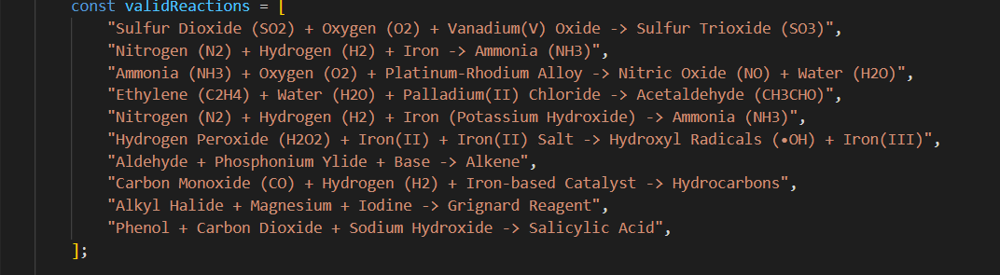 const validReactions = [
"Sulfur Dioxide (SO2) + Oxygen (O2) + Vanadium(V) Oxide -> Sulfur Trioxide (SO3)",
"Nitrogen (N2) + Hydrogen (H2) + Iron -> Ammonia (NH3)",
"Ammonia (NH3) + Oxygen (O2) + Platinum-Rhodium Alloy -> Nitric Oxide (NO) + Water (H2O)",
"Ethylene (C2H4) + Water (H2O) + Palladium(II) Chloride -> Acetaldehyde (CH3CHO)",
"Nitrogen (N2) + Hydrogen (H2) + Iron (Potassium Hydroxide) -> Ammonia (NH3)",
"Hydrogen Peroxide (H2O2) + Iron(II) + Iron(II) Salt -> Hydroxyl Radicals (•OH) + Iron(III)",
"Aldehyde + Phosphonium Ylide + Base -> Alkene",
"Carbon Monoxide (CO) + Hydrogen (H2) + Iron-based Catalyst -> Hydrocarbons",
"Alkyl Halide + Magnesium + Iodine -> Grignard Reagent",
"Phenol + Carbon Dioxide + Sodium Hydroxide -> Salicylic Acid",
];